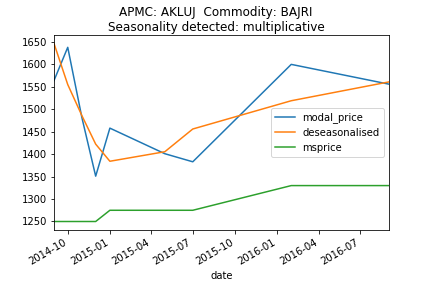 APMC: AKLUJ  Commodity: BAJRI
Seasonality detected: multiplicative
1650
1600
1550
1500
1450
1400
1350
1300
1250
modal_price
deseasonalised
msprice
2014-10
2015-01
2015-04
2015-07
2015-10
2016-01
2016-04
2016-07
date